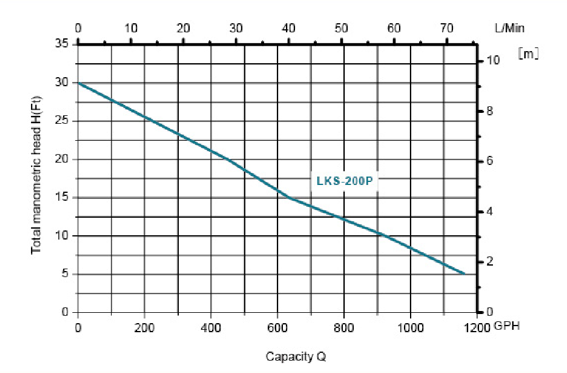 0 10 20 30 40 50 60 70 L/Min
35
30
25
20
15
10
5
0
Total manometric head H(Ft)
[m]
10
8
6
4
2
0
LKS-200P
0 200 400 600 800 1000 1200 GPH
Capacity Q